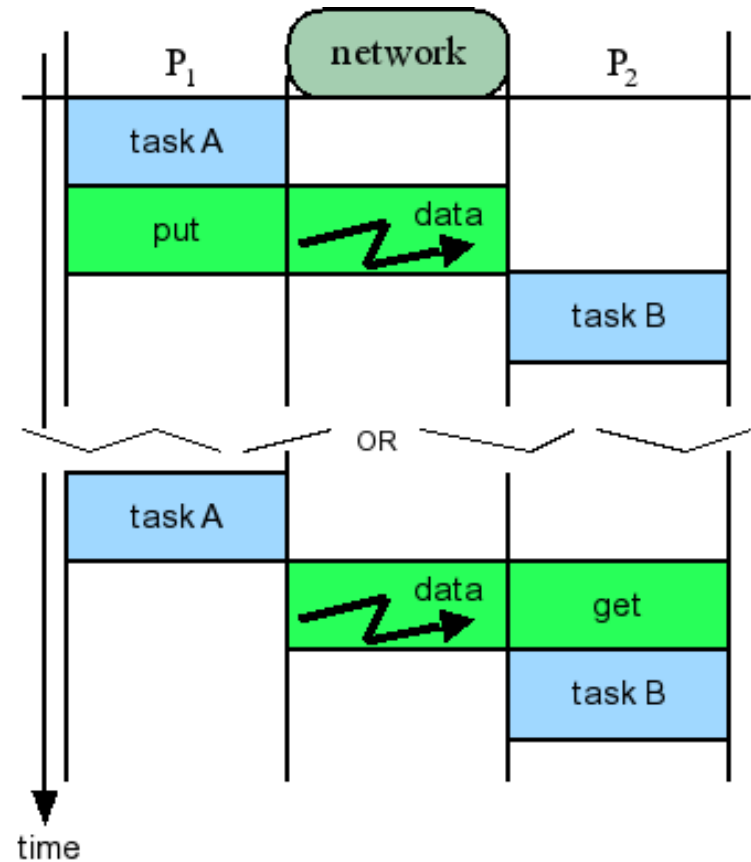 P₁ network P₂
task A
put data
task B
OR
task A
data get
task B
time